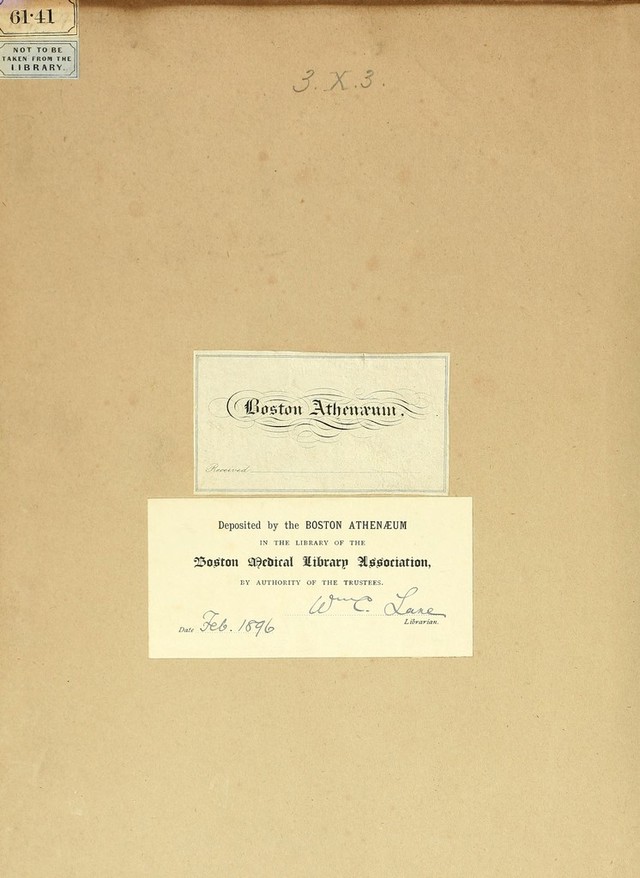 61·41
NOT TO BE
TAKEN FROM THE
LIBRARY
3.X.3.
Boston Athenæum.
Received
Deposited by the BOSTON ATHENÆUM
IN THE LIBRARY OF THE
Boston Medical Library Association,
BY AUTHORITY OF THE TRUSTEES.
Wm C. Lane
Librarian.
Date Feb. 1896